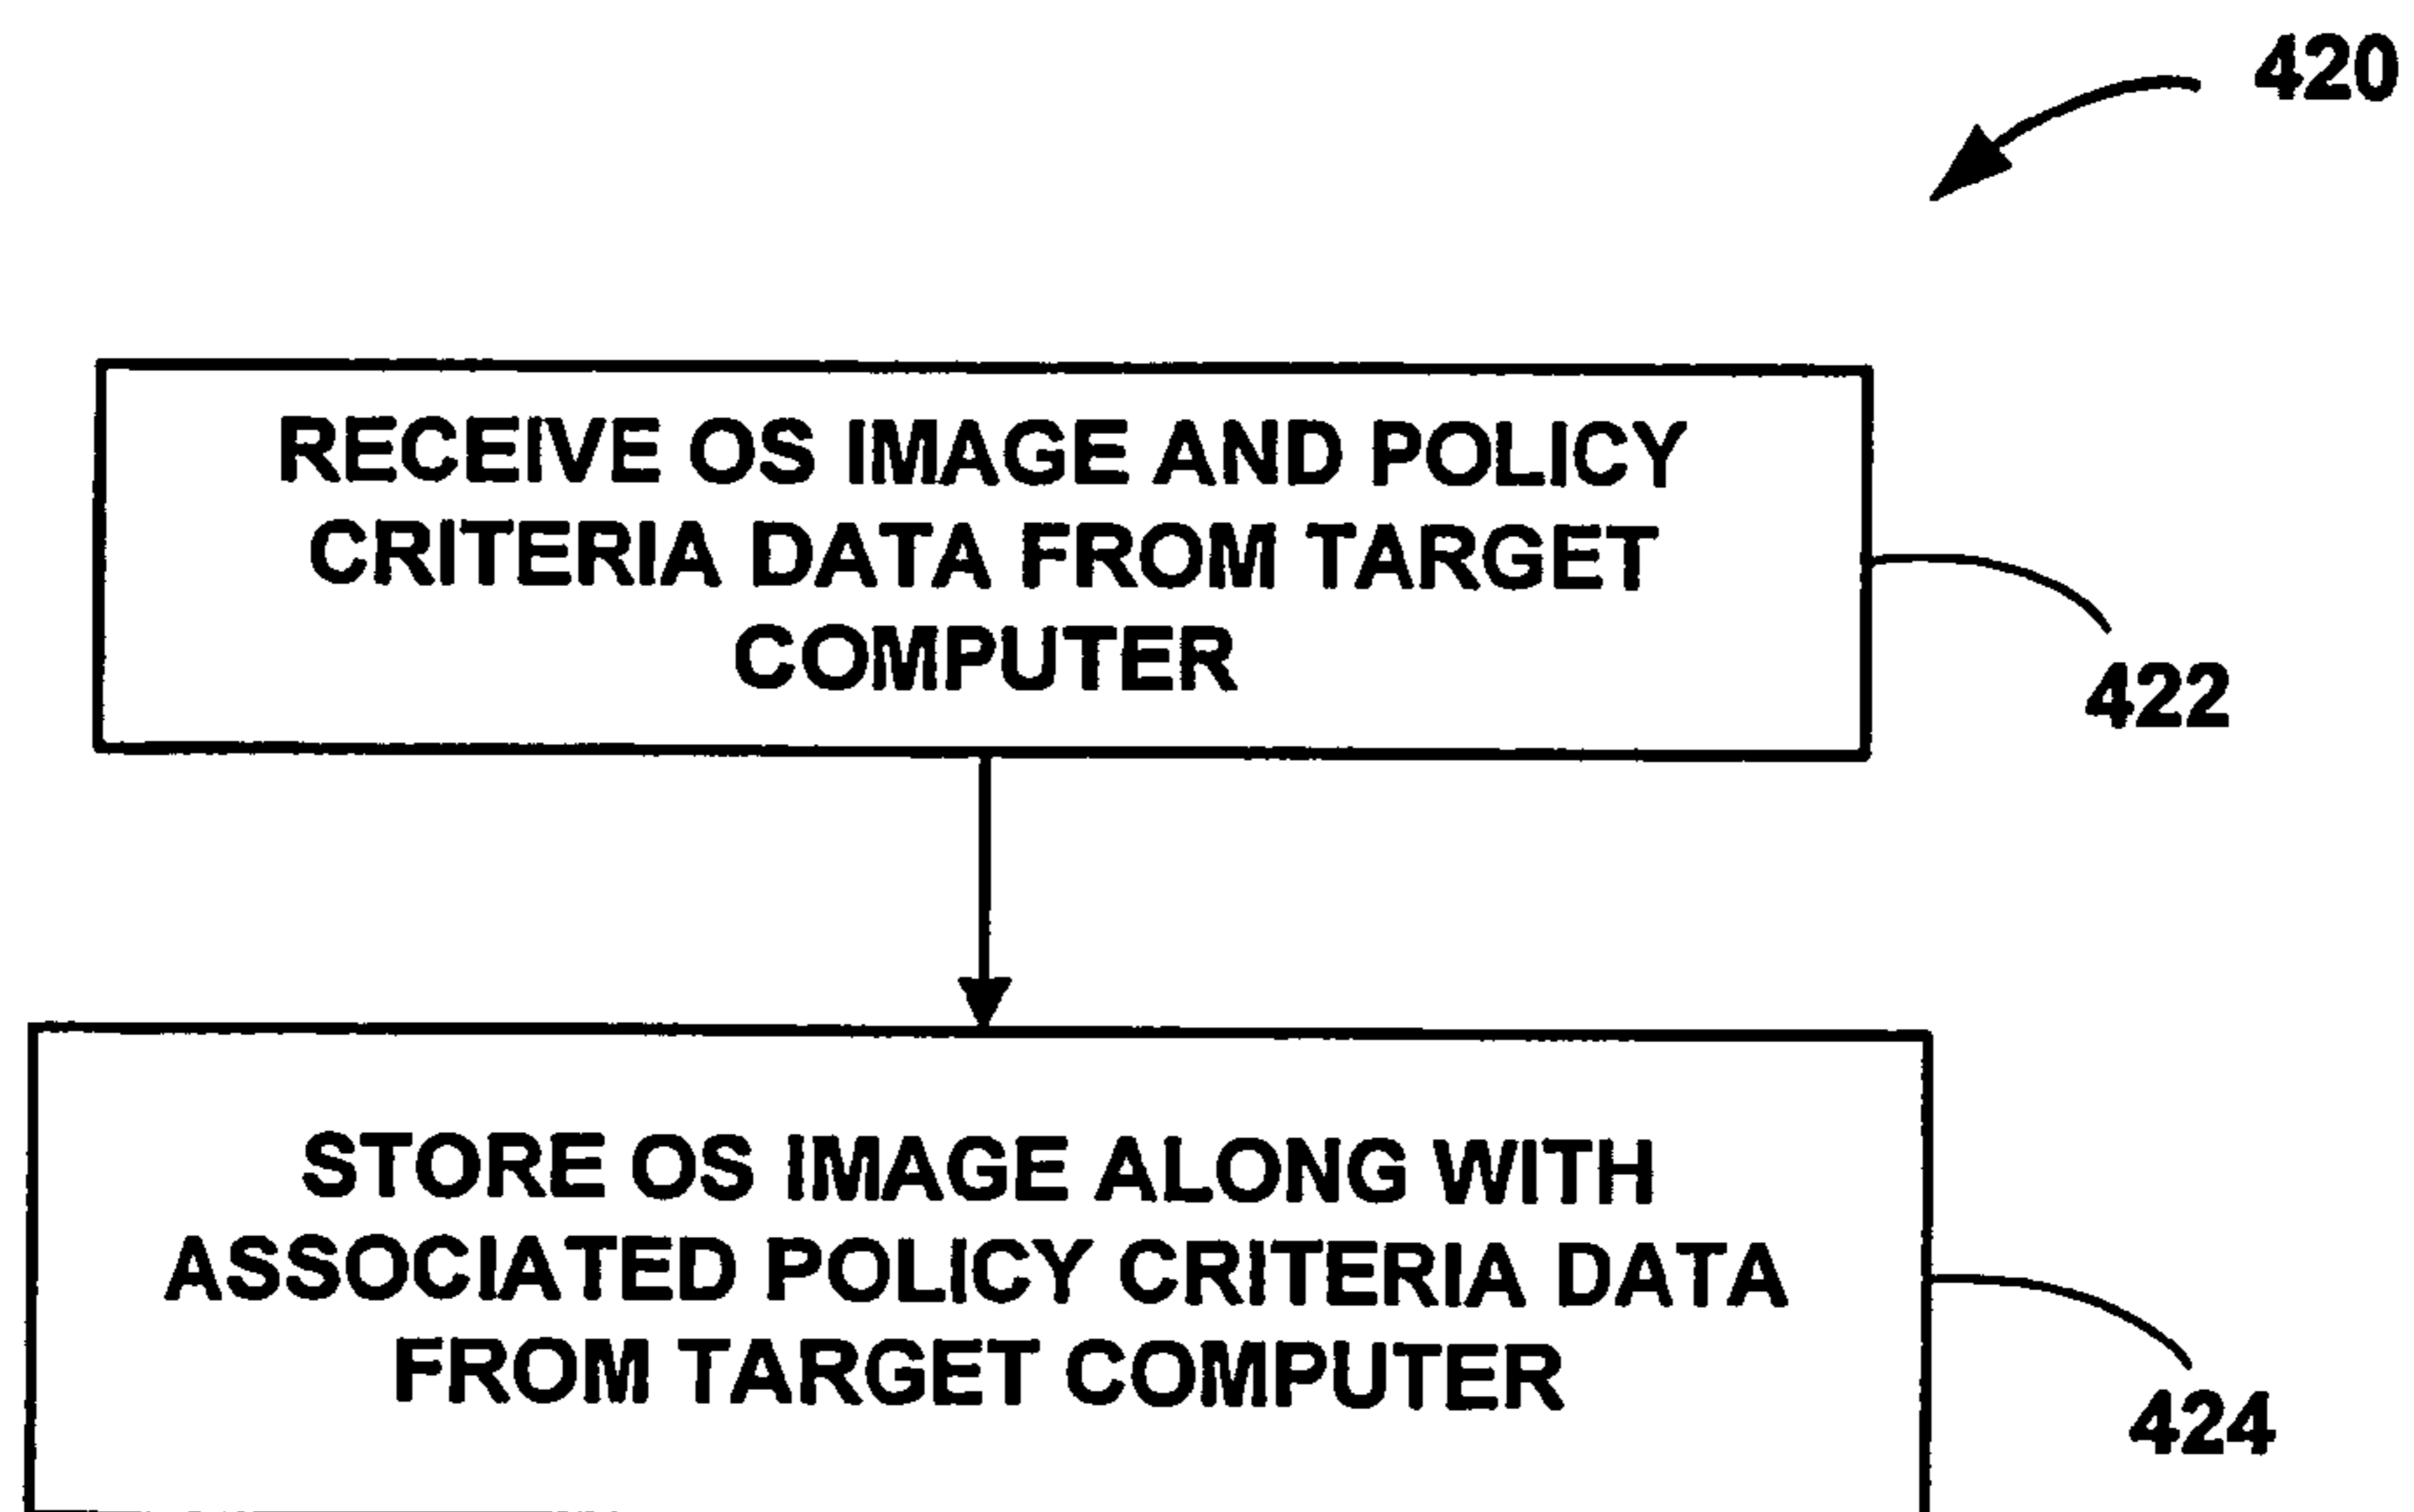 420
RECEIVE OS IMAGE AND POLICY
CRITERIA DATA FROM TARGET
COMPUTER
422
STORE OS IMAGE ALONG WITH
ASSOCIATED POLICY CRITERIA DATA
FROM TARGET COMPUTER
424